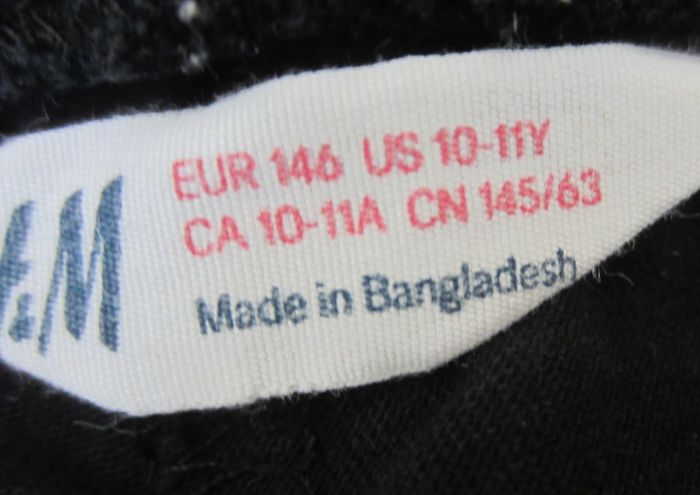 H&M
EUR 146 US 10-11Y
CA 10-11A CN 145/63
Made in Bangladesh